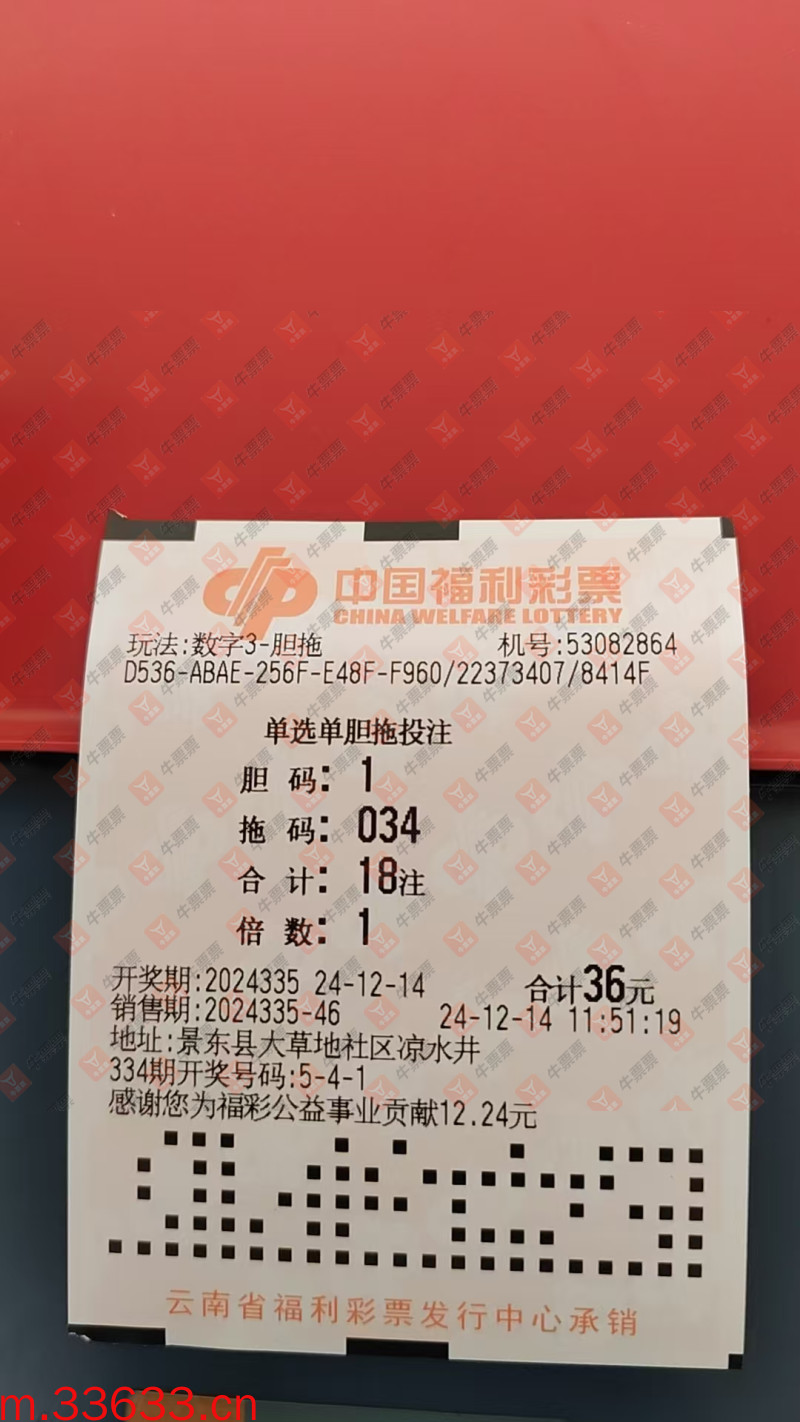 中国福利彩票
CHINA WELFARE LOTTERY
玩法:数字3-胆拖 机号:53082864
D536-ABAE-256F-E48F-F960/22373407/8414F
单选单胆拖投注
胆 码: 1
拖 码: 034
合 计: 18注
倍 数: 1
开奖期:2024335 24-12-14 合计36元
销售期:2024335-46 24-12-14 11:51:19
地址:景东县大草地社区凉水井
334期开奖号码:5-4-1
感谢您为福彩公益事业贡献12.24元
云南省福利彩票发行中心承销
牛票票
m.33633.cn